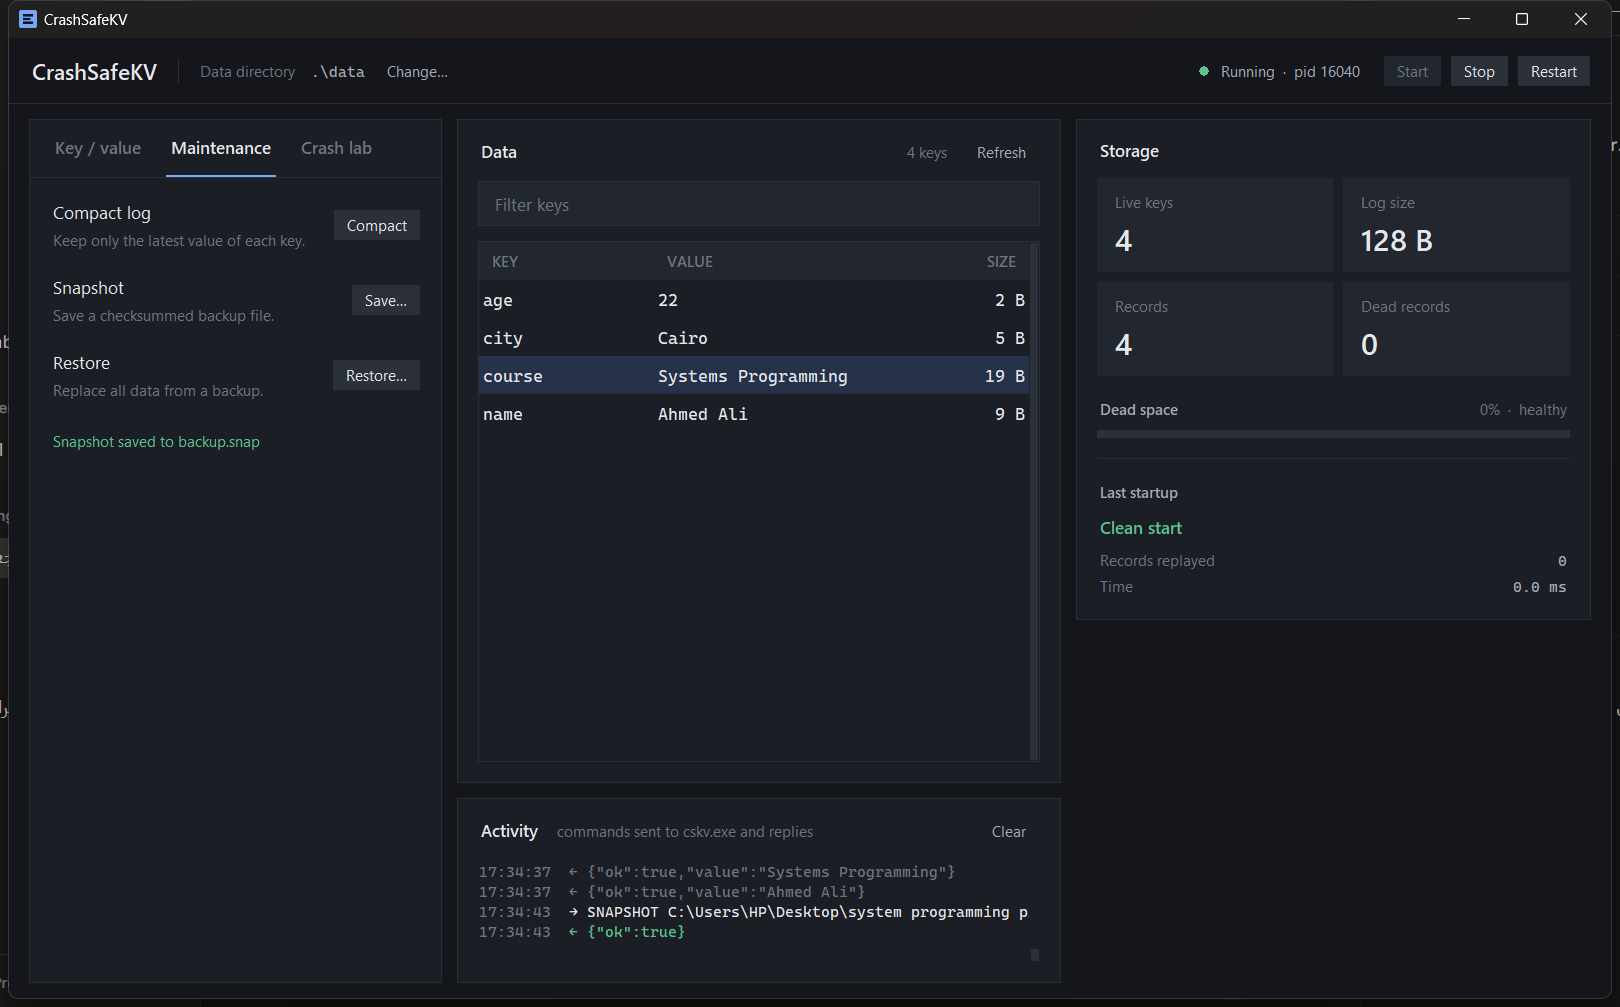 CrashSafeKV
CrashSafeKV Data directory .\data Change... Running · pid 16040 Start Stop Restart
Key / value Maintenance Crash lab
Compact log
Keep only the latest value of each key.
Compact
Snapshot
Save a checksummed backup file.
Save...
Restore
Replace all data from a backup.
Restore...
Snapshot saved to backup.snap
Data 4 keys Refresh
Filter keys
KEY VALUE SIZE
age 22 2 B
city Cairo 5 B
course Systems Programming 19 B
name Ahmed Ali 9 B
Activity commands sent to cskv.exe and replies Clear
17:34:37 ← {"ok":true,"value":"Systems Programming"}
17:34:37 ← {"ok":true,"value":"Ahmed Ali"}
17:34:43 → SNAPSHOT C:\Users\HP\Desktop\system programming p
17:34:43 ← {"ok":true}
Storage
Live keys
4
Log size
128 B
Records
4
Dead records
0
Dead space 0% · healthy
Last startup
Clean start
Records replayed 0
Time 0.0 ms